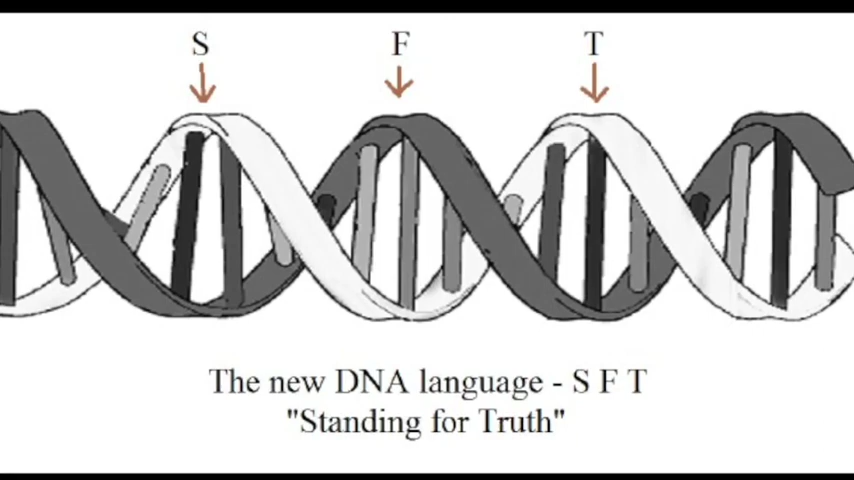 S F T
The new DNA language - S F T
"Standing for Truth"